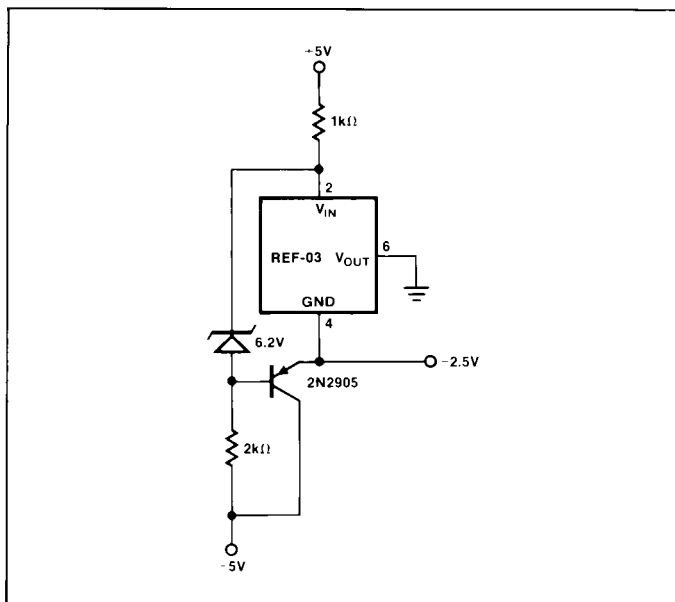 +5V
1kΩ
2
VIN
REF-03 VOUT
6
GND
4
6.2V
-2.5V
2N2905
2kΩ
-5V